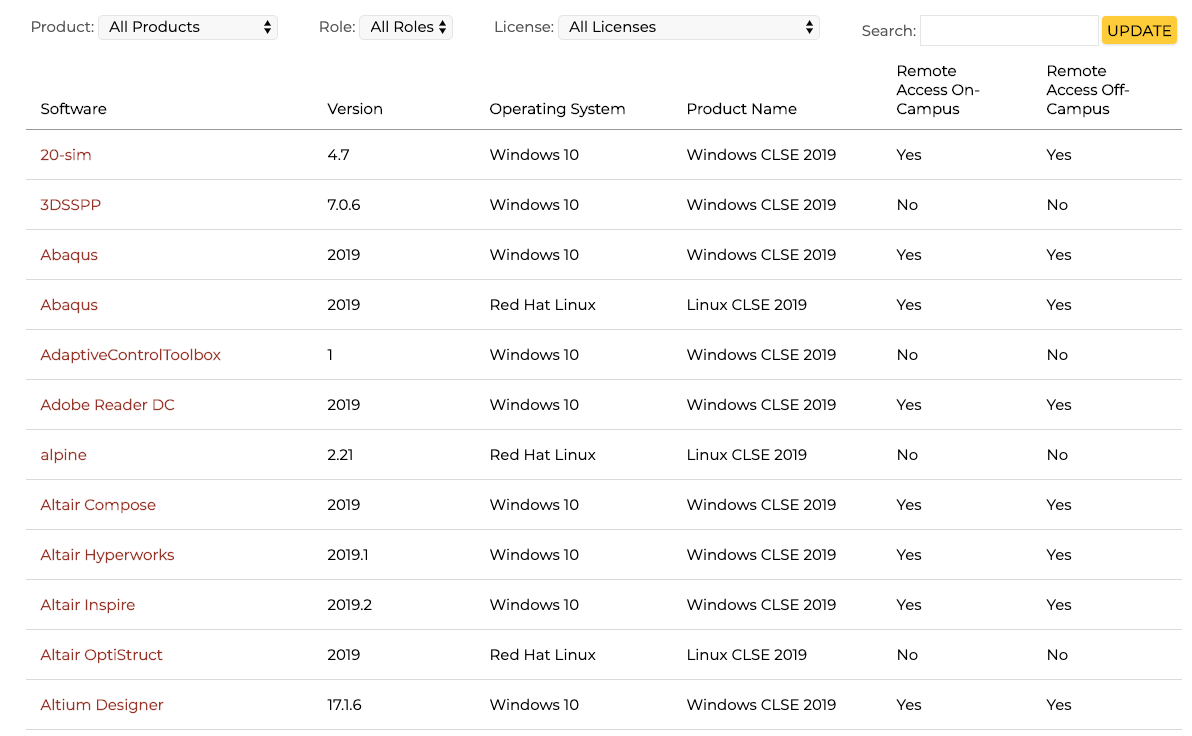 Product: All Products Role: All Roles License: All Licenses Search: UPDATE
Software Version Operating System Product Name Remote Access On-Campus Remote Access Off-Campus
20-sim 4.7 Windows 10 Windows CLSE 2019 Yes Yes
3DSSPP 7.0.6 Windows 10 Windows CLSE 2019 No No
Abaqus 2019 Windows 10 Windows CLSE 2019 Yes Yes
Abaqus 2019 Red Hat Linux Linux CLSE 2019 Yes Yes
AdaptiveControlToolbox 1 Windows 10 Windows CLSE 2019 No No
Adobe Reader DC 2019 Windows 10 Windows CLSE 2019 Yes Yes
alpine 2.21 Red Hat Linux Linux CLSE 2019 No No
Altair Compose 2019 Windows 10 Windows CLSE 2019 Yes Yes
Altair Hyperworks 2019.1 Windows 10 Windows CLSE 2019 Yes Yes
Altair Inspire 2019.2 Windows 10 Windows CLSE 2019 Yes Yes
Altair OptiStruct 2019 Red Hat Linux Linux CLSE 2019 No No
Altium Designer 17.1.6 Windows 10 Windows CLSE 2019 Yes Yes